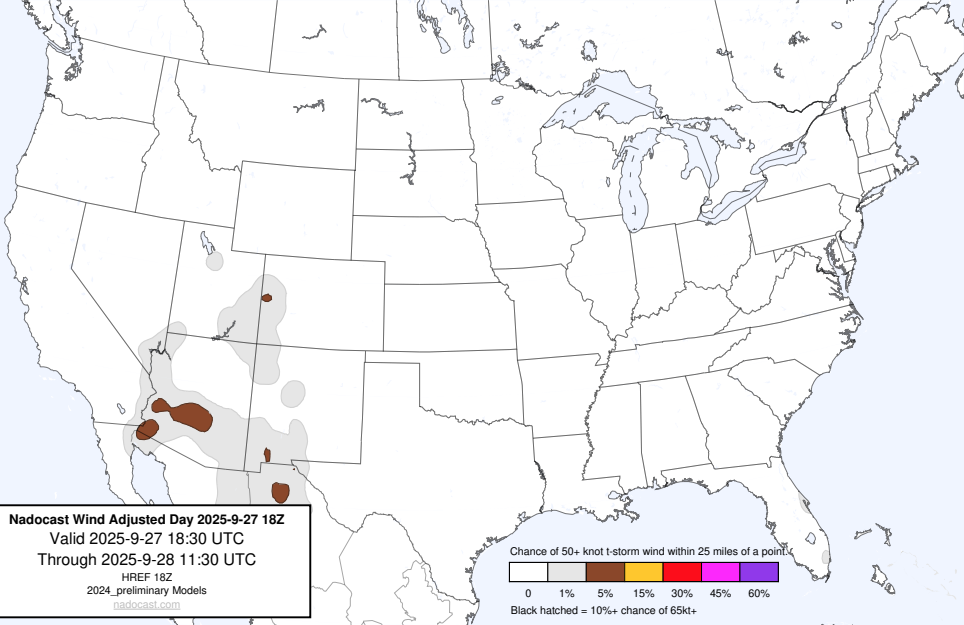 Nadocast Wind Adjusted Day 2025-9-27 18Z
Valid 2025-9-27 18:30 UTC
Through 2025-9-28 11:30 UTC
HREF 18Z
2024_preliminary Models
nadocast.com
Chance of 50+ knot t-storm wind within 25 miles of a point.
0 1% 5% 15% 30% 45% 60%
Black hatched = 10%+ chance of 65kt+